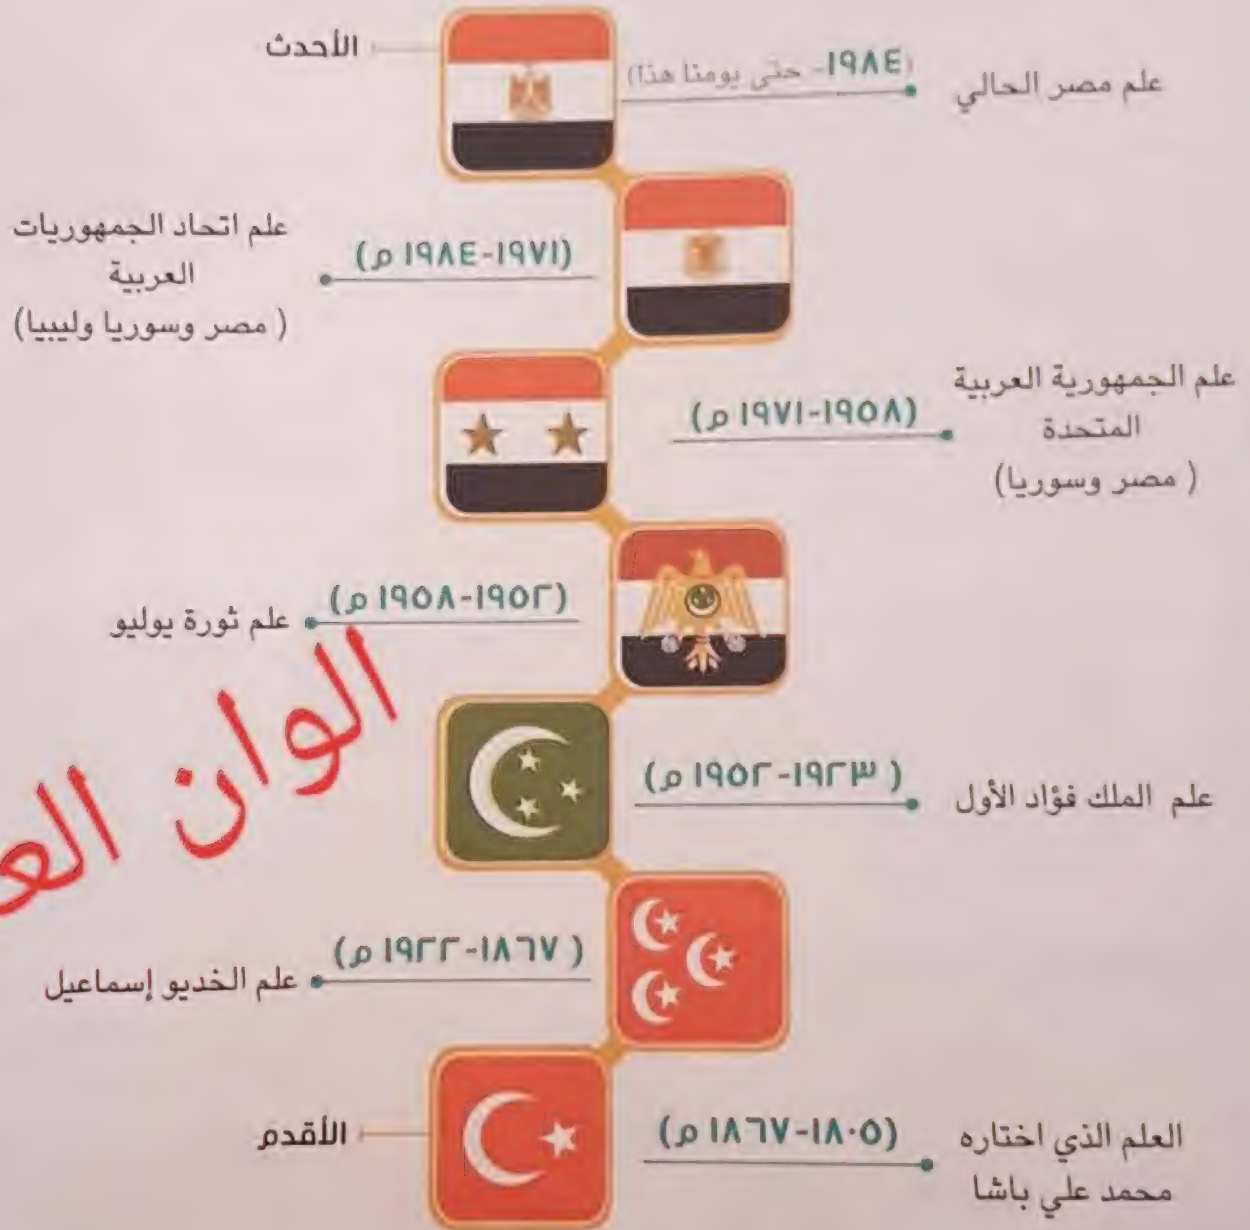 الأحدث
(١٩٨٤- حتى يومنا هذا)
علم مصر الحالي
علم اتحاد الجمهوريات
العربية
( مصر وسوريا وليبيا)
(١٩٧١-١٩٨٤ م)
علم الجمهورية العربية
المتحدة
( مصر وسوريا)
(١٩٥٨-١٩٧١ م)
علم ثورة يوليو
(١٩٥٢-١٩٥٨ م)
الوان
علم الملك فؤاد الأول
( ١٩٢٣-١٩٥٢ م)
علم الخديو إسماعيل
( ١٨٦٧-١٩٢٢ م)
الأقدم
العلم الذي اختاره
محمد علي باشا
(١٨٠٥-١٨٦٧ م)